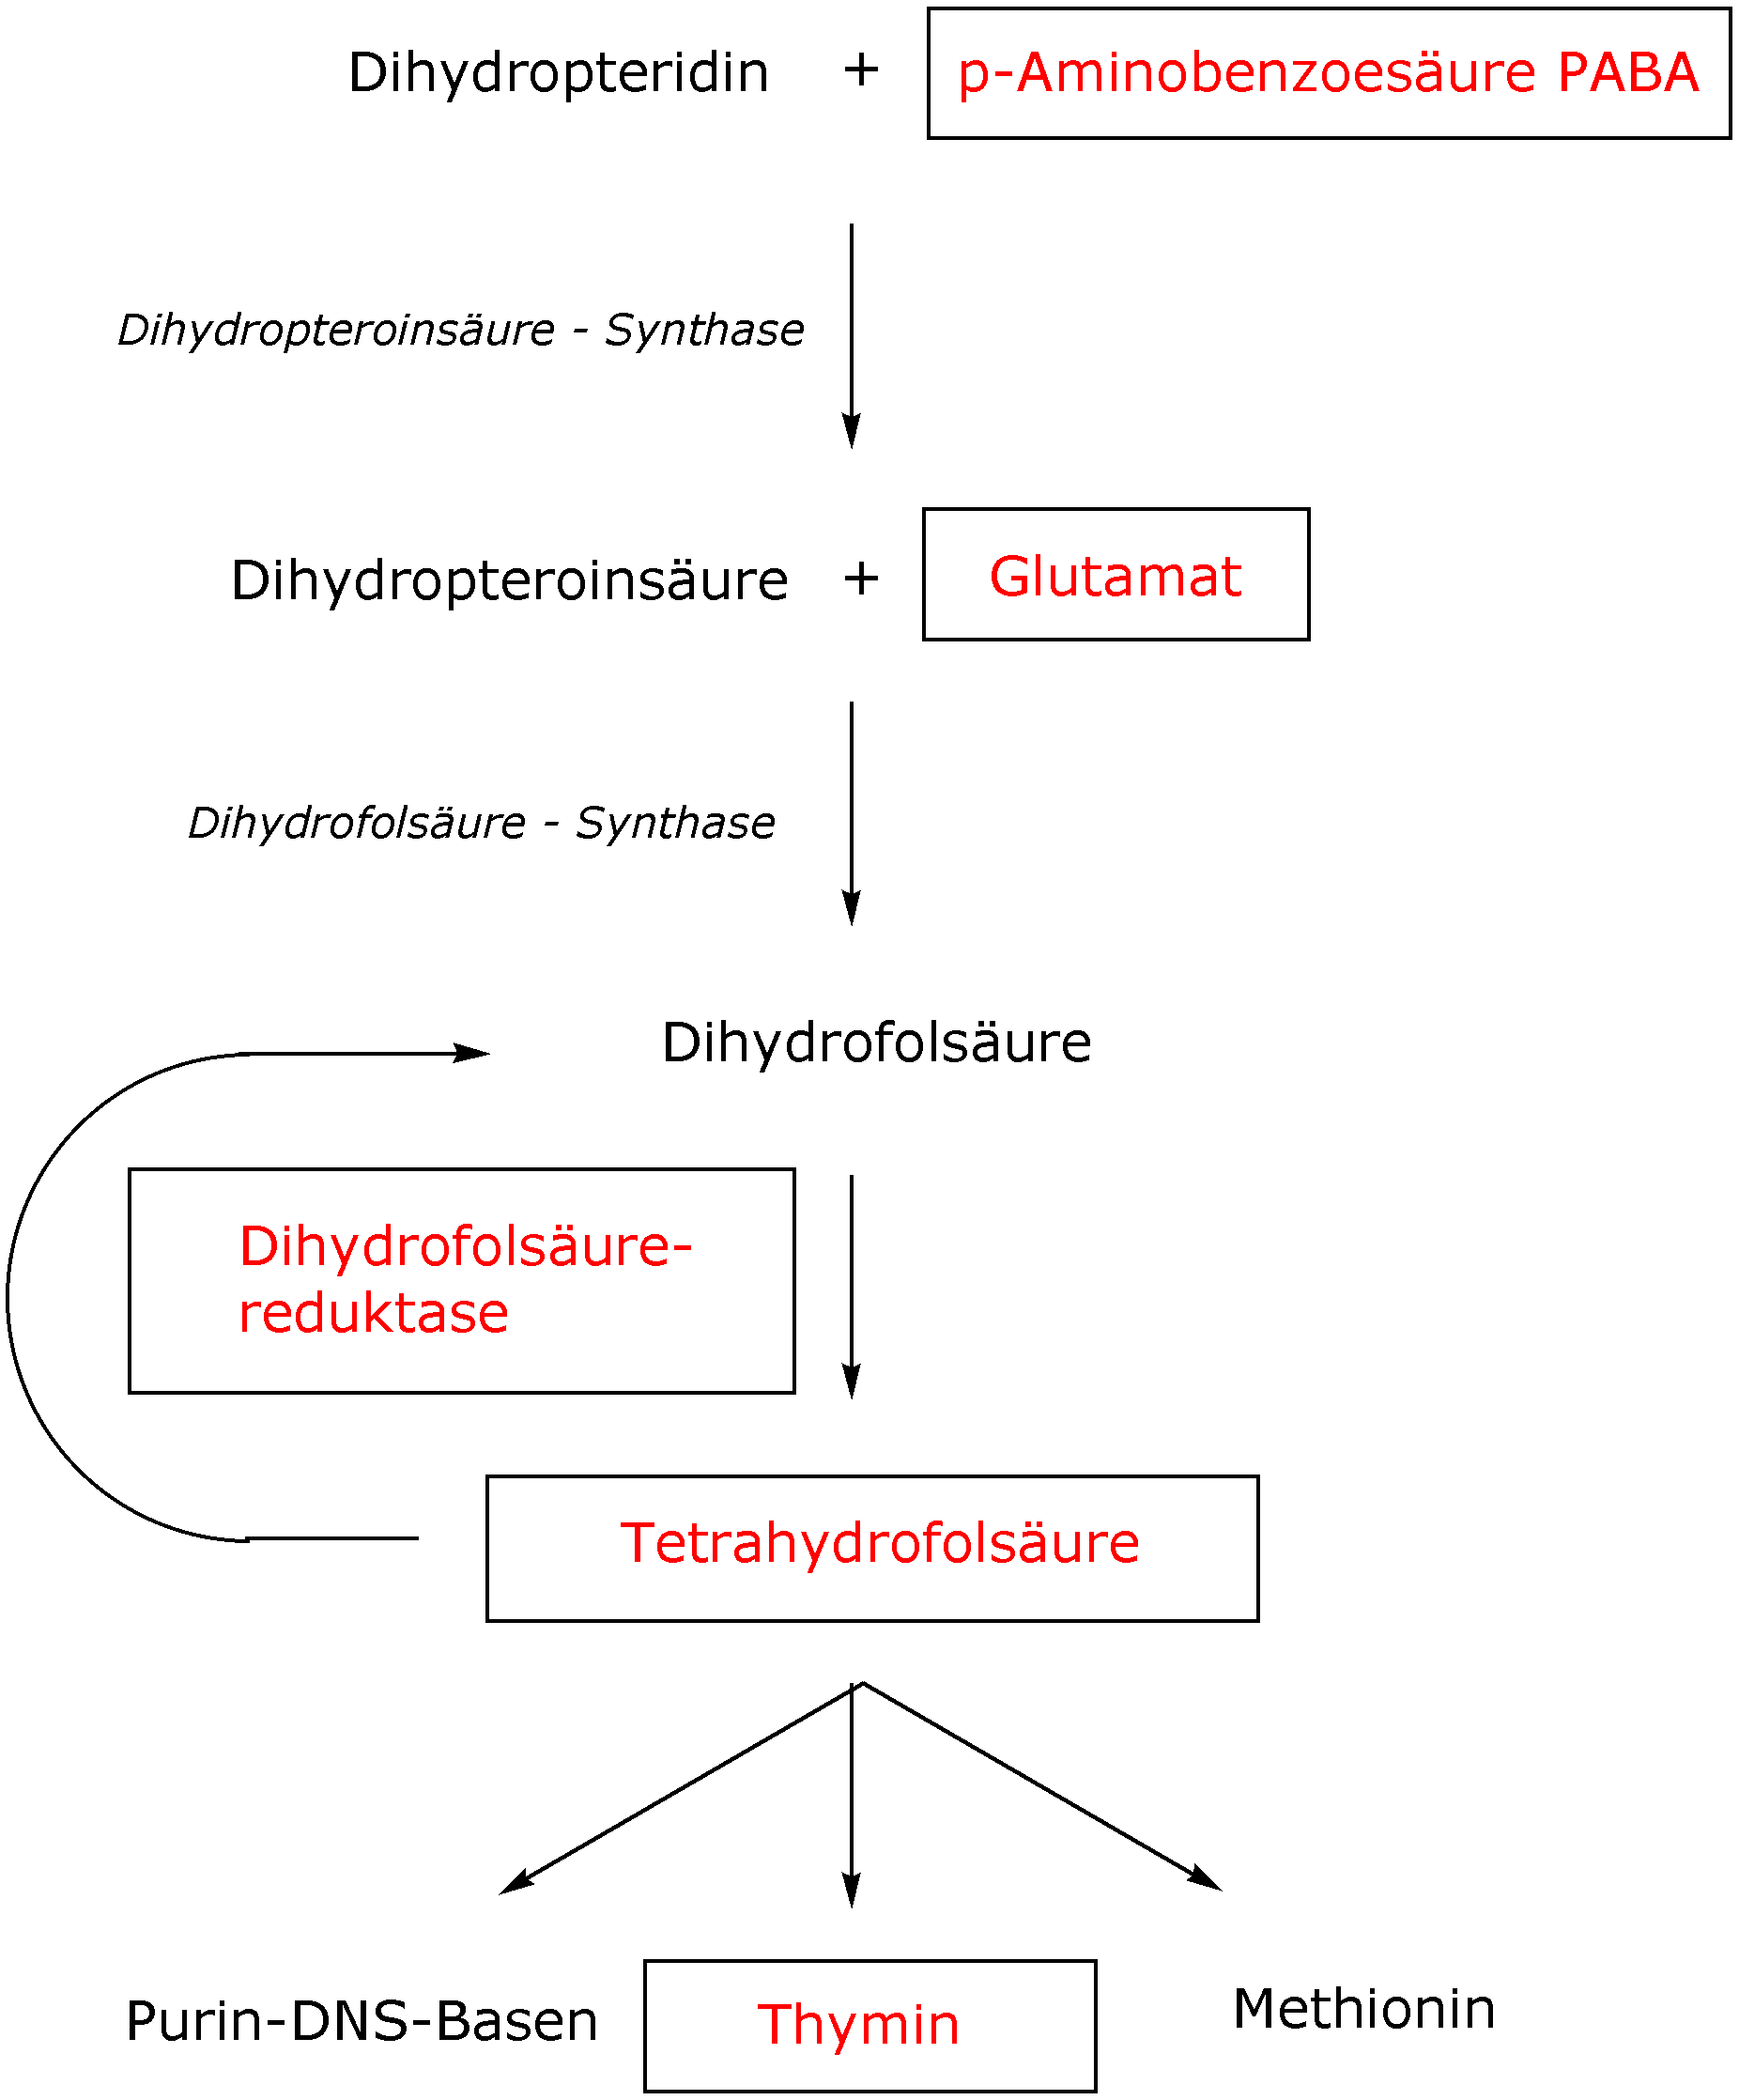 Dihydropteridin + p-Aminobenzoesäure PABA
Dihydropteroinsäure - Synthase
Dihydropteroinsäure + Glutamat
Dihydrofolsäure - Synthase
Dihydrofolsäure
Dihydrofolsäure-
reduktase
Tetrahydrofolsäure
Purin-DNS-Basen Thymin Methionin